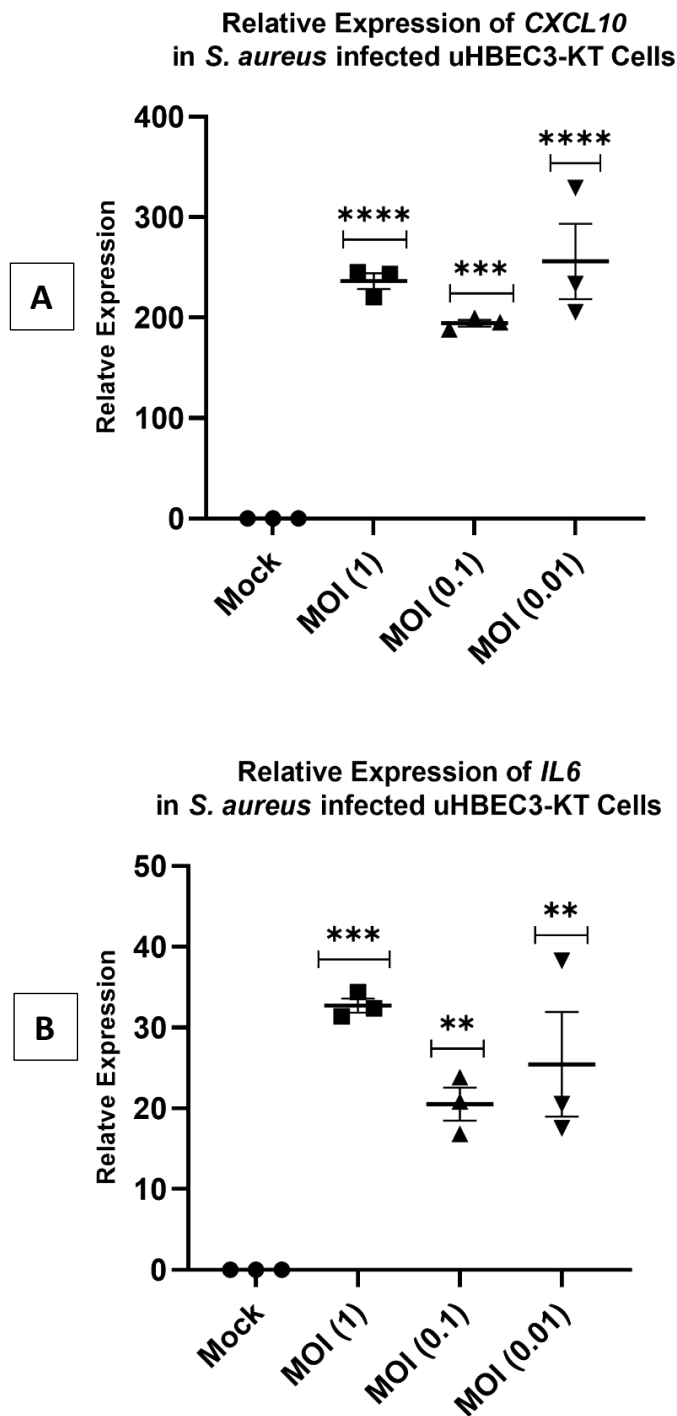 Relative Expression of CXCL10
in S. aureus infected uHBEC3-KT Cells
A
Relatve Expression
400
300
200
100
0
****
***
****
Mock
MOI (1)
MOI (0.1)
MOI (0.01)
Relative Expression of IL6
in S. aureus infected uHBEC3-KT Cells
B
Relatve Expression
50
40
30
20
10
0
***
**
**
Mock
MOI (1)
MOI (0.1)
MOI (0.01)